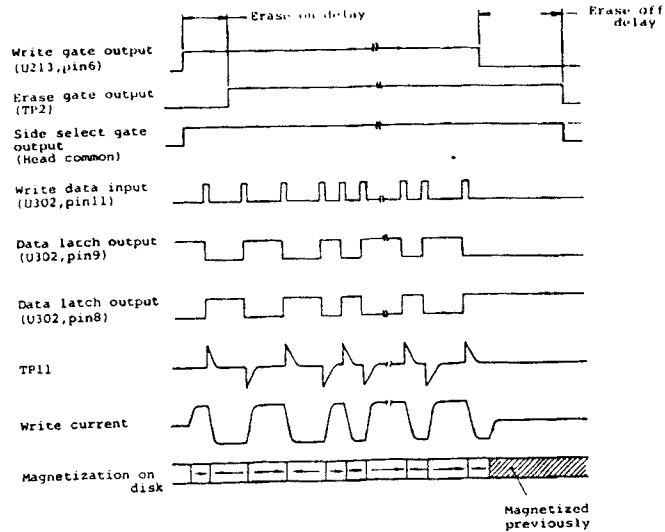 Erase on delay
Erase off
delay
Write gate output
(U213,pin6)
Erase gate output
(TP2)
Side select gate
output
(Head common)
Write data input
(U302,pin11)
Data latch output
(U302,pin9)
Data latch output
(U302,pin8)
TP11
Write current
Magnetization on
disk
Magnetized
previously